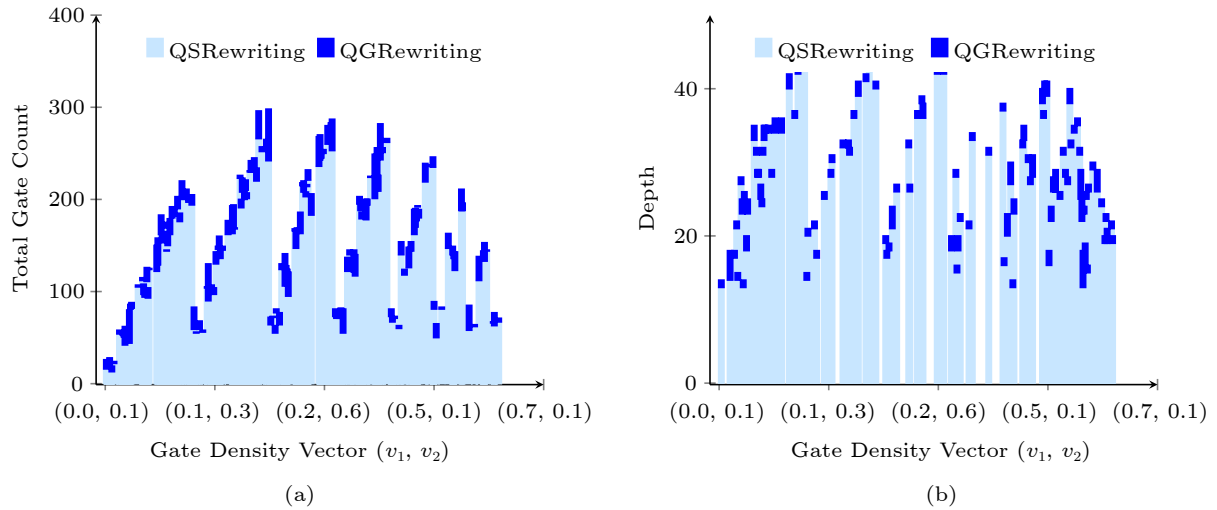 400
300
200
100
0
Total Gate Count
QSRewriting QGRewriting
(0.0, 0.1) (0.1, 0.3) (0.2, 0.6) (0.5, 0.1) (0.7, 0.1)
Gate Density Vector (v₁, v₂)
(a)
40
20
0
Depth
QSRewriting QGRewriting
(0.0, 0.1) (0.1, 0.3) (0.2, 0.6) (0.5, 0.1) (0.7, 0.1)
Gate Density Vector (v₁, v₂)
(b)